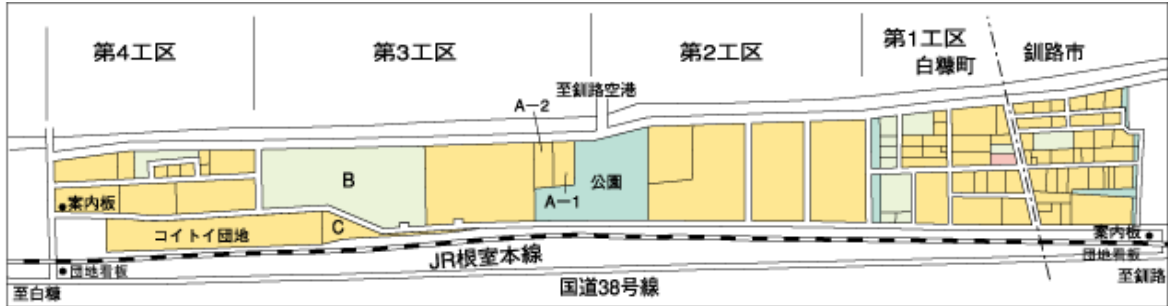 第4工区
第3工区
第2工区
第1工区
白糠町
釧路市
至釧路空港
A-2
B
公園
A-1
案内板
コイトイ団地
C
案内板
JR根室本線
団地看板
団地看板
至白糠
国道38号線
至釧路